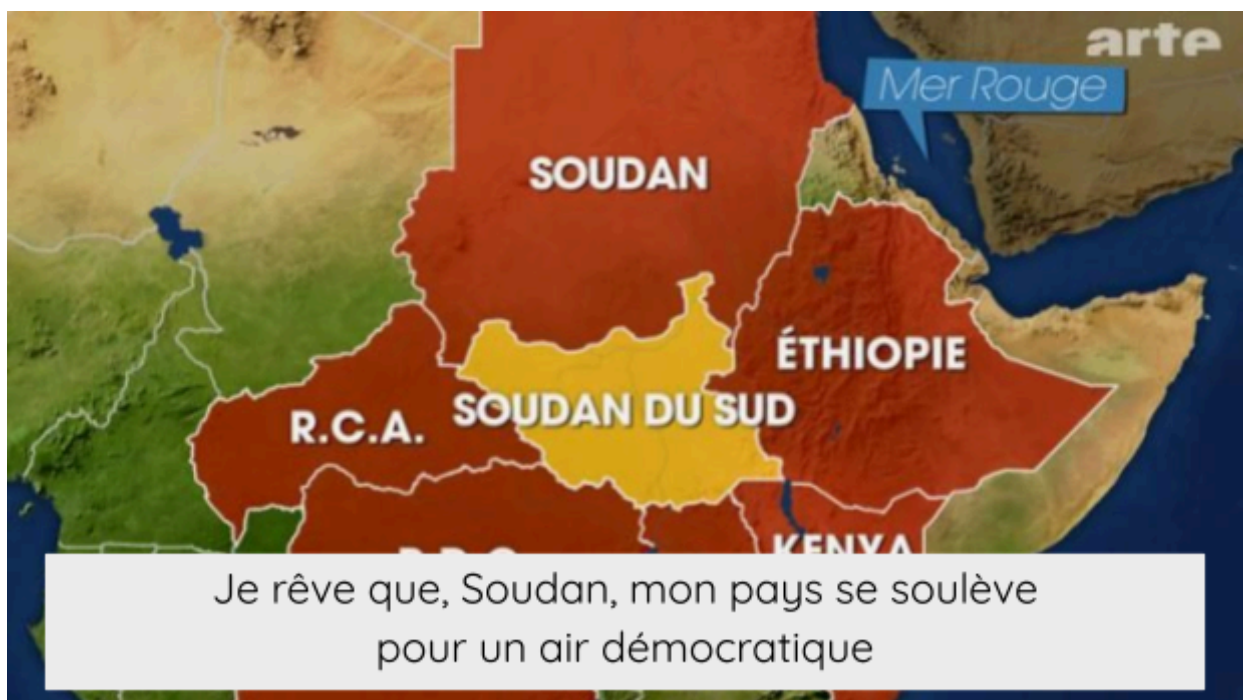 arte
Mer Rouge
SOUDAN
ÉTHIOPIE
SOUDAN DU SUD
R.C.A.
KENYA
Je rêve que, Soudan, mon pays se soulève
pour un air démocratique